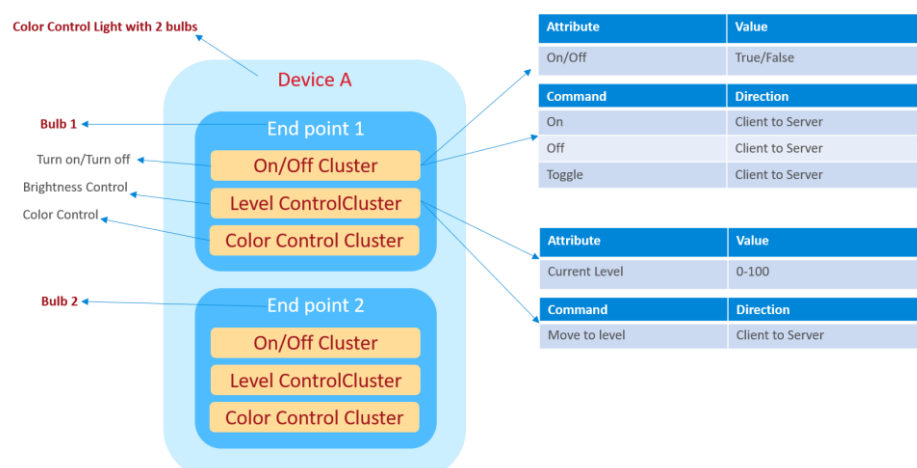 Color Control Light with 2 bulbs
Device A
Bulb 1
End point 1
Turn on/Turn off
On/Off Cluster
Brightness Control
Level ControlCluster
Color Control
Color Control Cluster
Bulb 2
End point 2
On/Off Cluster
Level ControlCluster
Color Control Cluster
Attribute Value
On/Off True/False
Command Direction
On Client to Server
Off Client to Server
Toggle Client to Server
Attribute Value
Current Level 0-100
Command Direction
Move to level Client to Server